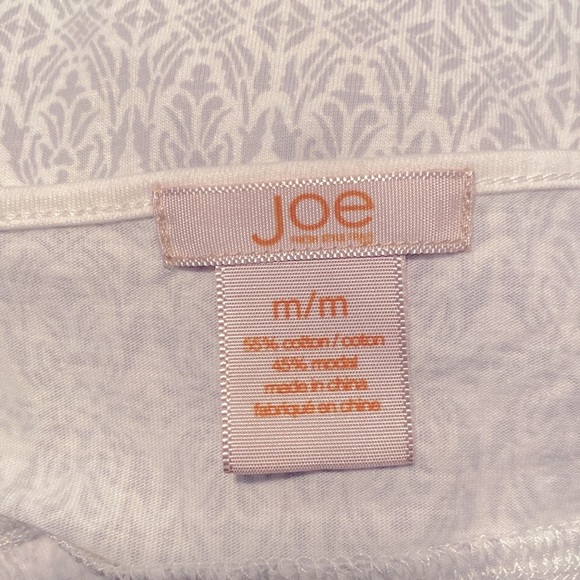 Joe
m/m
55% cotton / coton
45% modal
made in china
fabriqué en chine